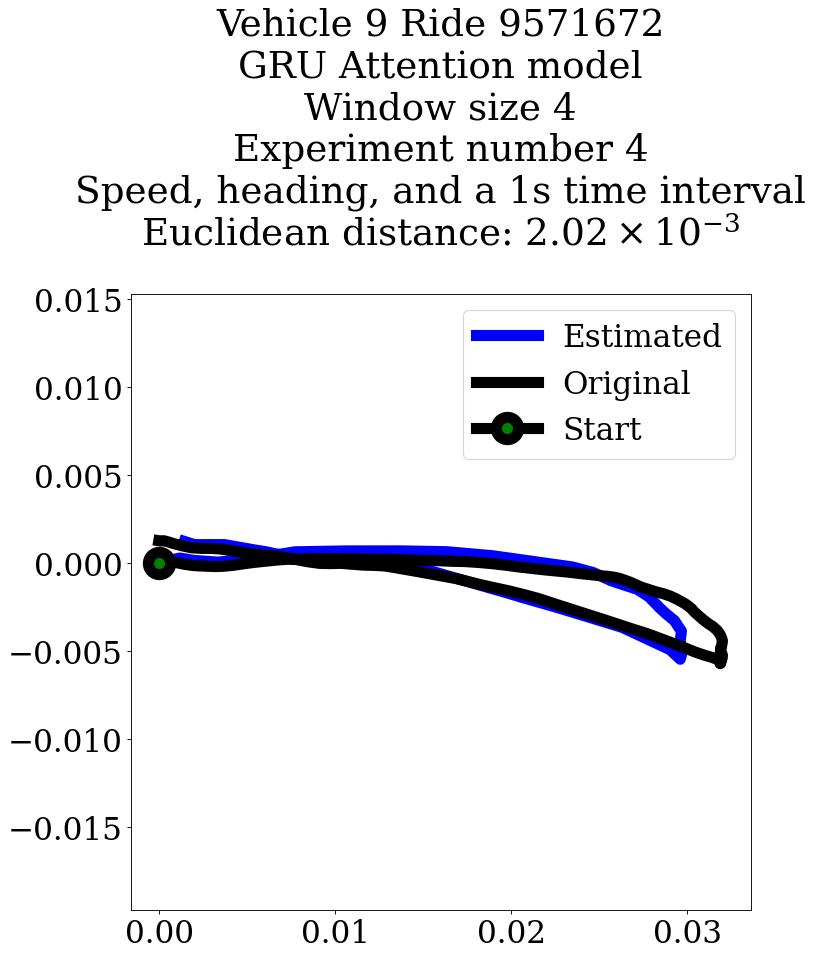 Vehicle 9 Ride 9571672
GRU Attention model
Window size 4
Experiment number 4
Speed, heading, and a 1s time interval
Euclidean distance: 2.02 × 10⁻³
Estimated
Original
Start
0.015
0.010
0.005
0.000
−0.005
−0.010
−0.015
0.00 0.01 0.02 0.03